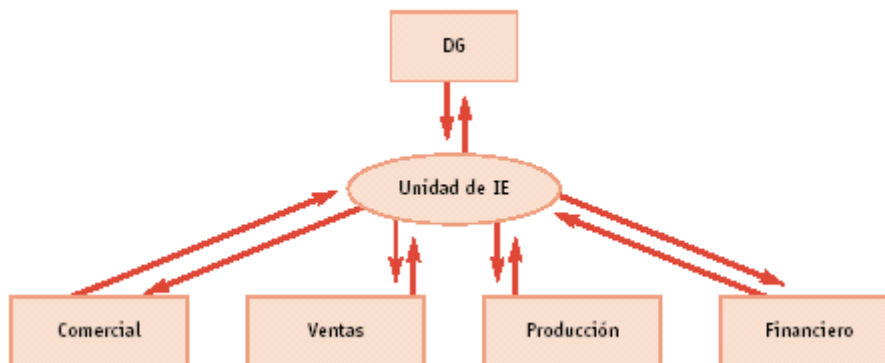 DG
Unidad de IE
Comercial
Ventas
Producción
Financiero